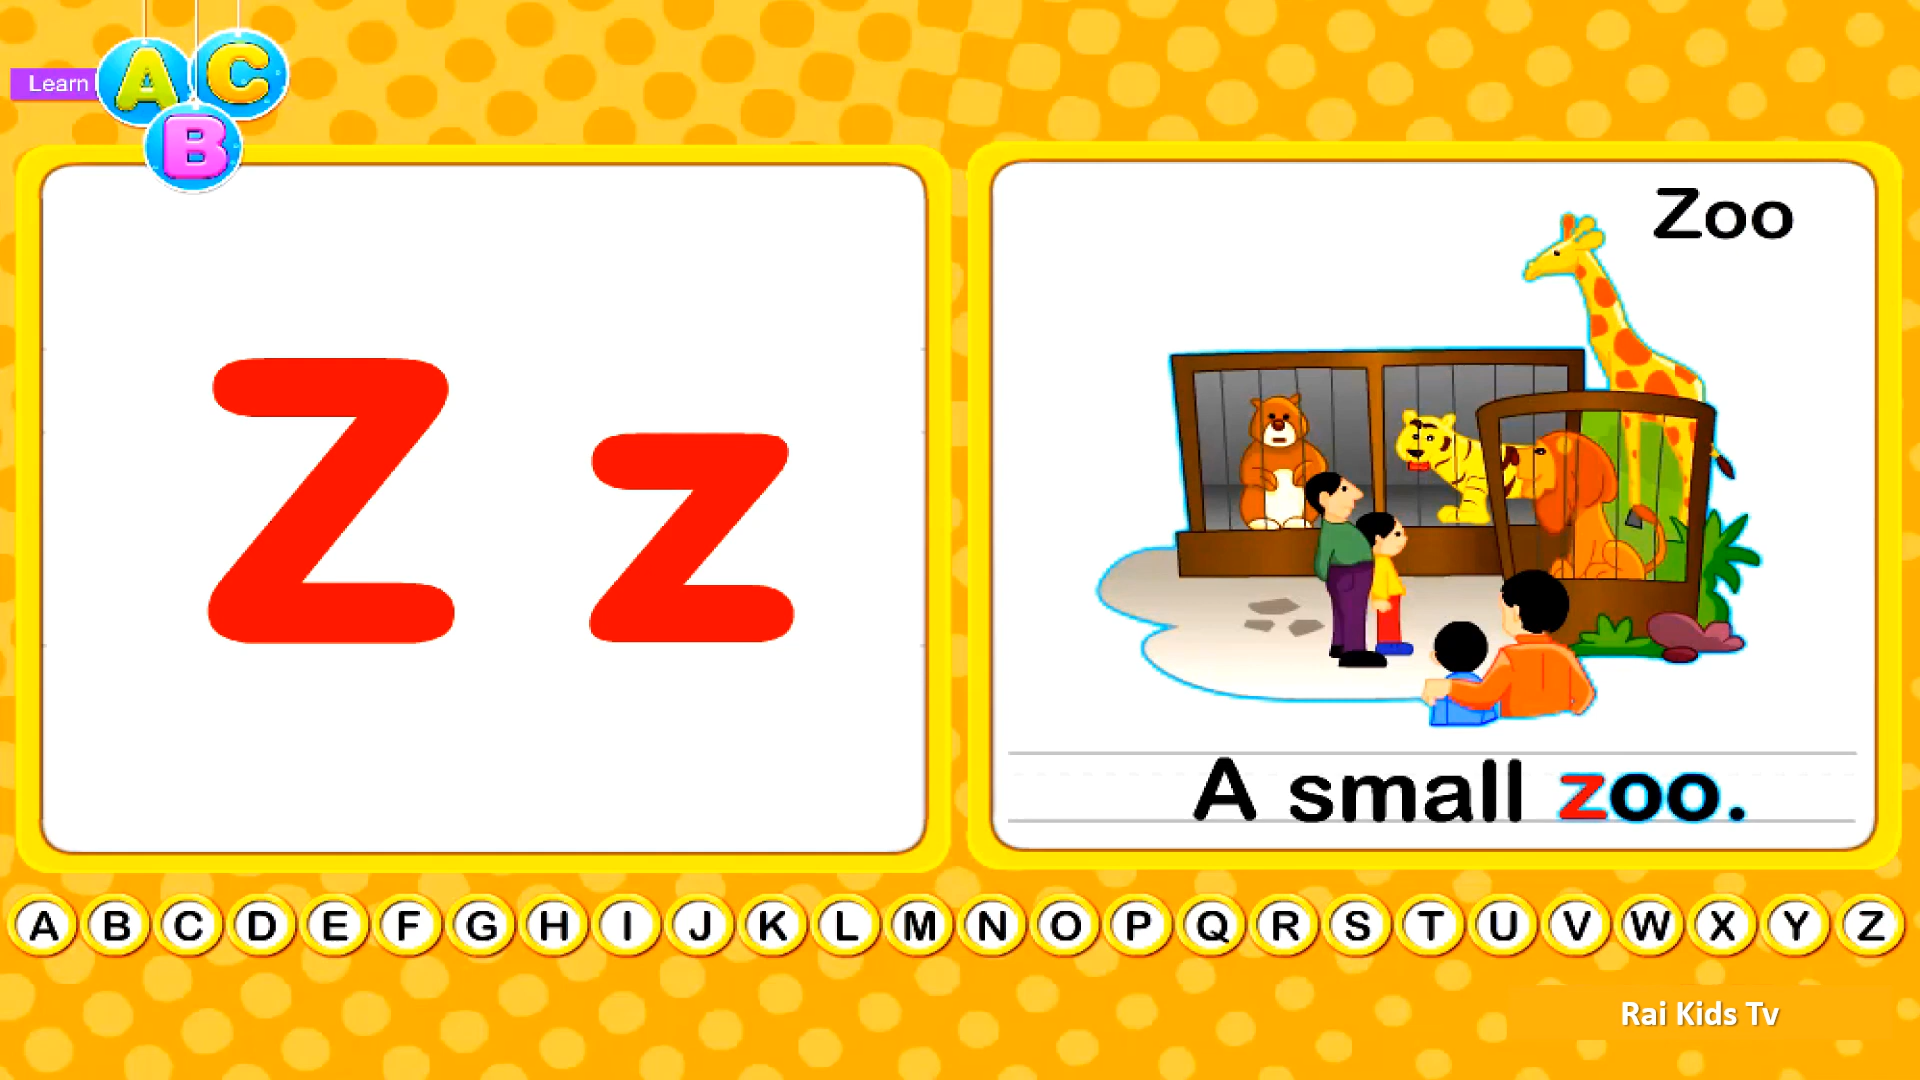 Learn
A C
B
Z z
Zoo
A small zoo.
A B C D E F G H I J K L M N O P Q R S T U V W X Y Z
Rai Kids Tv